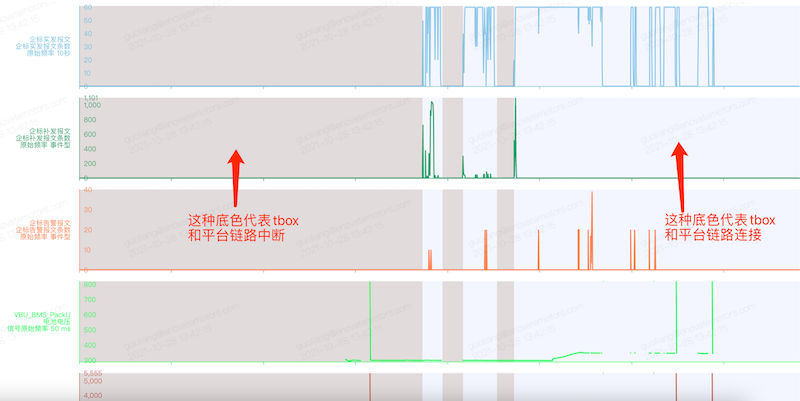 60
50
企标实发报文
企标实发报文条数
原始频率 10秒
40
30
20
10
0
1,101
1,000
800
企标补发报文
企标补发报文条数
原始频率 事件型
600
400
200
0
这种底色代表 tbox
和平台链路中断
这种底色代表 tbox
和平台链路连接
40
30
企标告警报文
企标告警报文条数
原始频率 事件型
20
10
0
800
700
VBU_BMS_PackU
电池电压
信号原始频率 50 ms
600
500
400
300
5,555
5,000
4,000